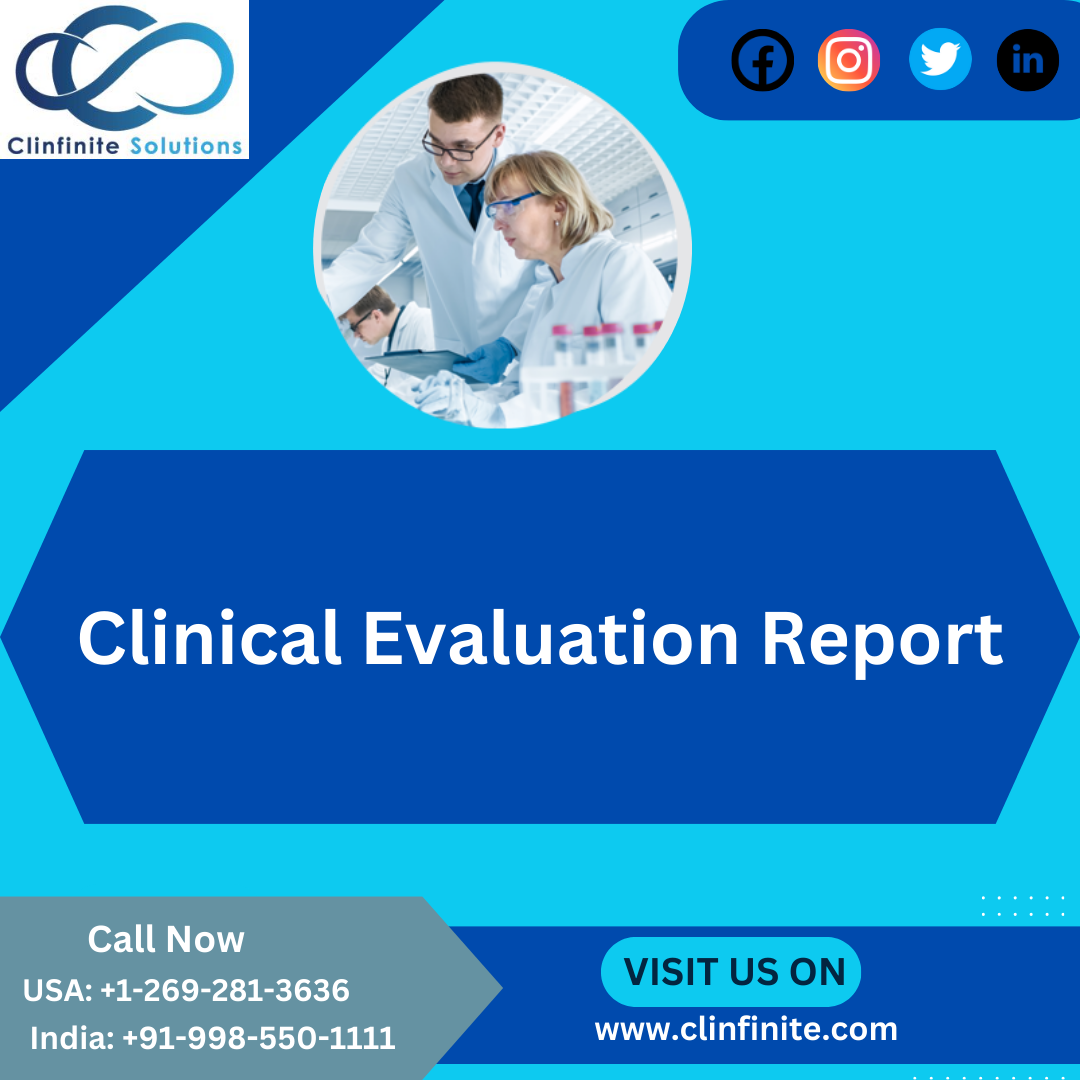 Clinfinite Solutions
Clinical Evaluation Report
Call Now
USA: +1-269-281-3636
India: +91-998-550-1111
VISIT US ON
www.clinfinite.com